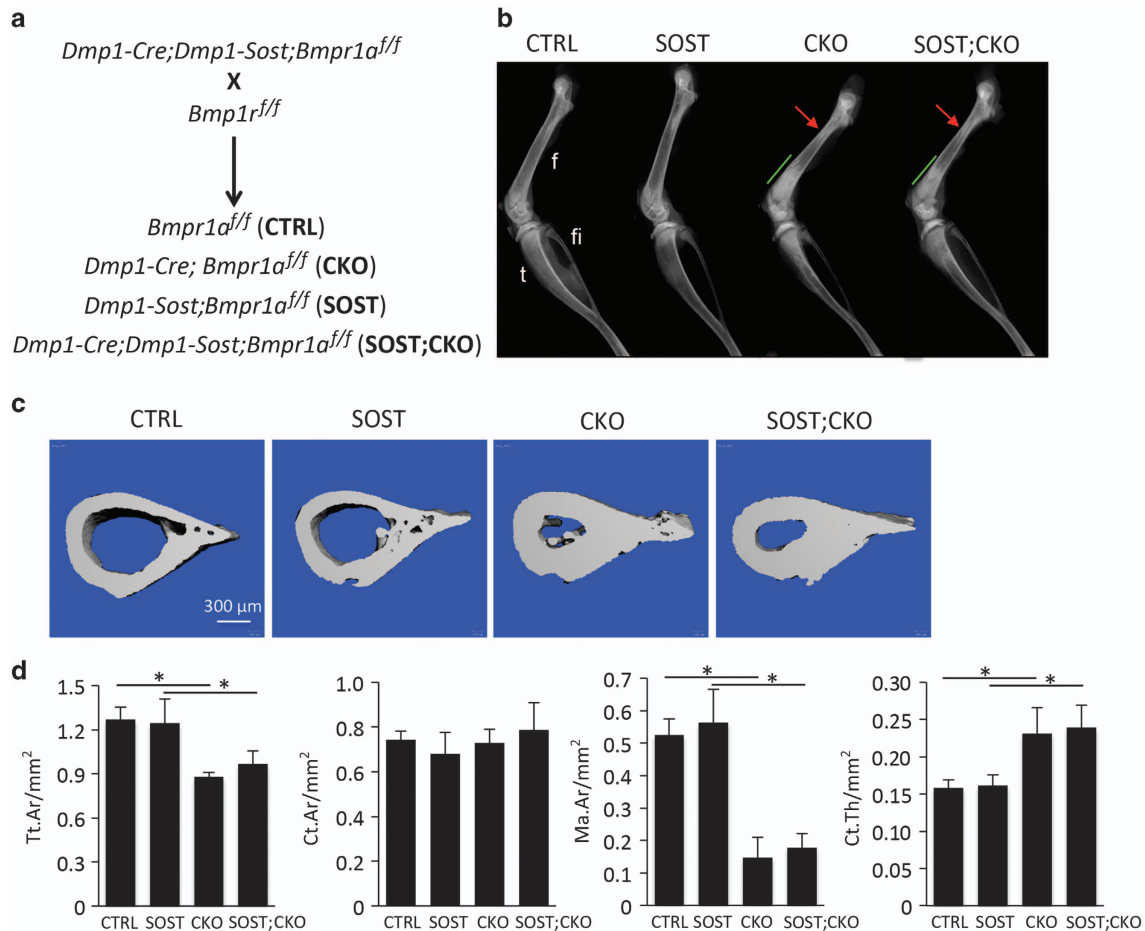 a
Dmp1-Cre;Dmp1-Sost;Bmpr1a^f/f
X
Bmp1r^f/f
Bmpr1a^f/f (CTRL)
Dmp1-Cre; Bmpr1a^f/f (CKO)
Dmp1-Sost;Bmpr1a^f/f (SOST)
Dmp1-Cre;Dmp1-Sost;Bmpr1a^f/f (SOST;CKO)
b
CTRL SOST CKO SOST;CKO
f
fi
t
c
CTRL SOST CKO SOST;CKO
300 µm
d
Tt.Ar/mm²
1.5
1.2
0.9
0.6
0.3
0
* *
CTRL SOST CKO SOST;CKO
Ct.Ar/mm²
1.0
0.8
0.6
0.4
0.2
0.0
CTRL SOST CKO SOST;CKO
Ma.Ar/mm²
0.7
0.6
0.5
0.4
0.3
0.2
0.1
0
* *
CTRL SOST CKO SOST;CKO
Ct.Th/mm²
0.30
0.25
0.20
0.15
0.10
0.05
0.00
* *
CTRL SOST CKO SOST;CKO